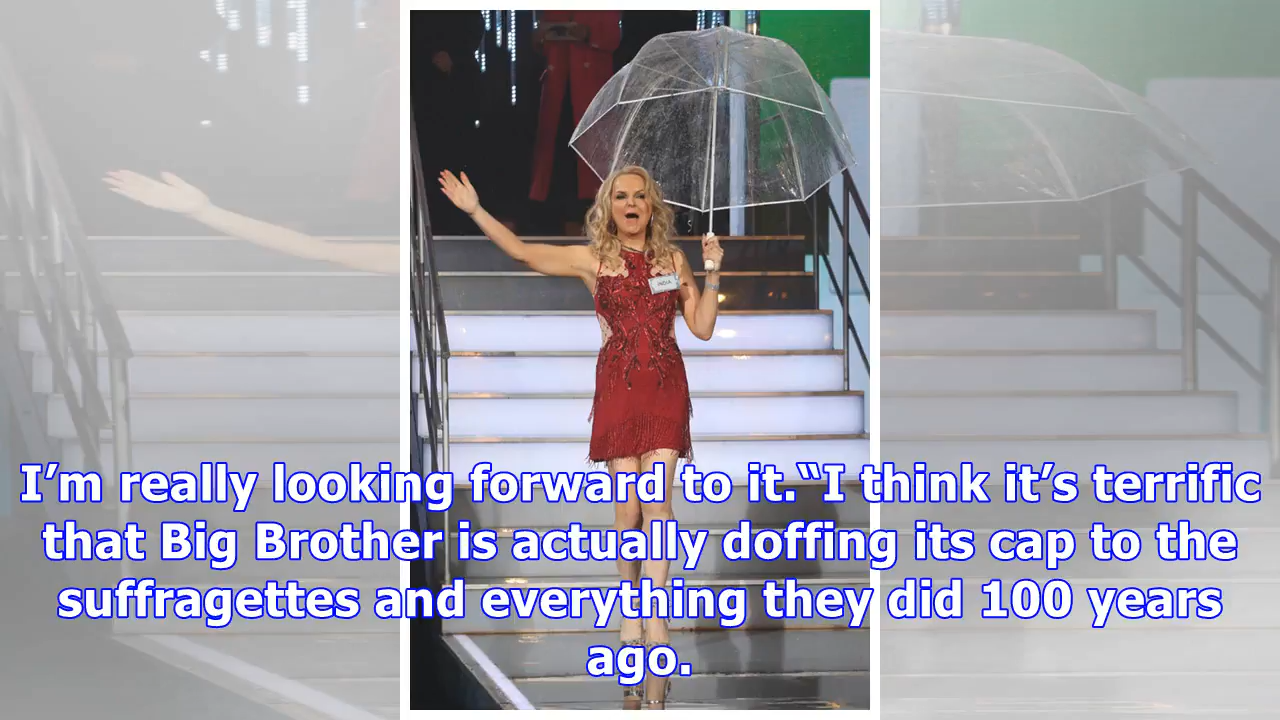 INDIA
I’m really looking forward to it.“I think it’s terrific
that Big Brother is actually doffing its cap to the
suffragettes and everything they did 100 years
ago.